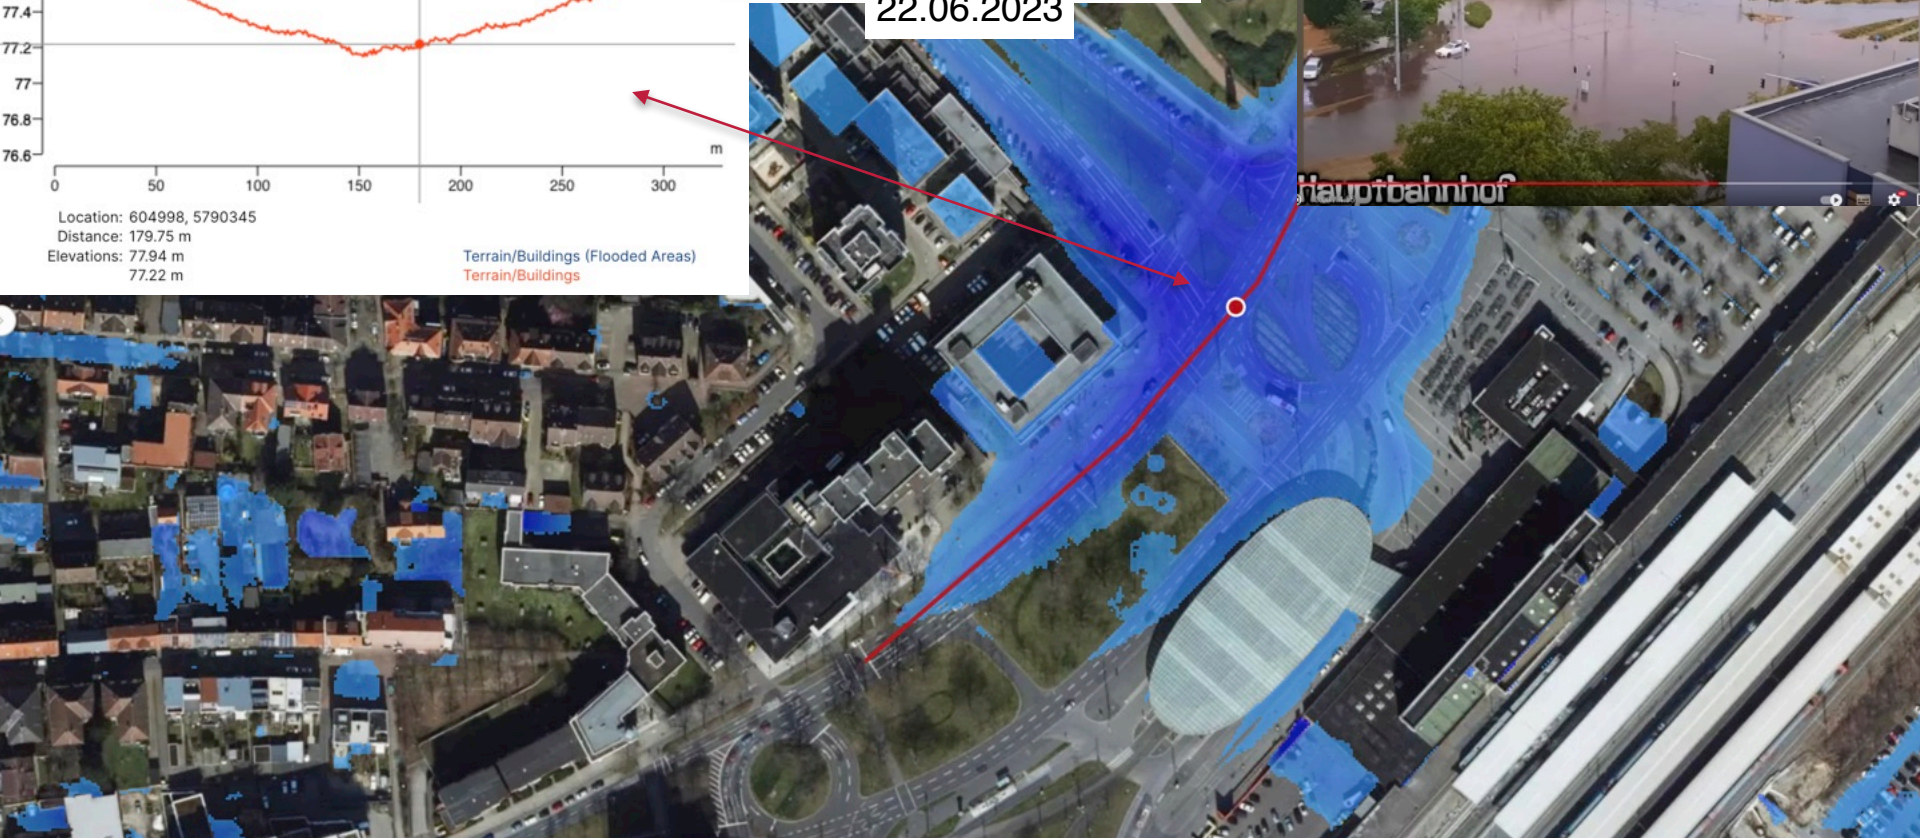 22.06.2023
77.4
77.2
77
76.8
76.6
m
0 50 100 150 200 250 300
Location: 604998, 5790345
Distance: 179.75 m
Elevations: 77.94 m
77.22 m
Terrain/Buildings (Flooded Areas)
Terrain/Buildings
Hauptbahnhof